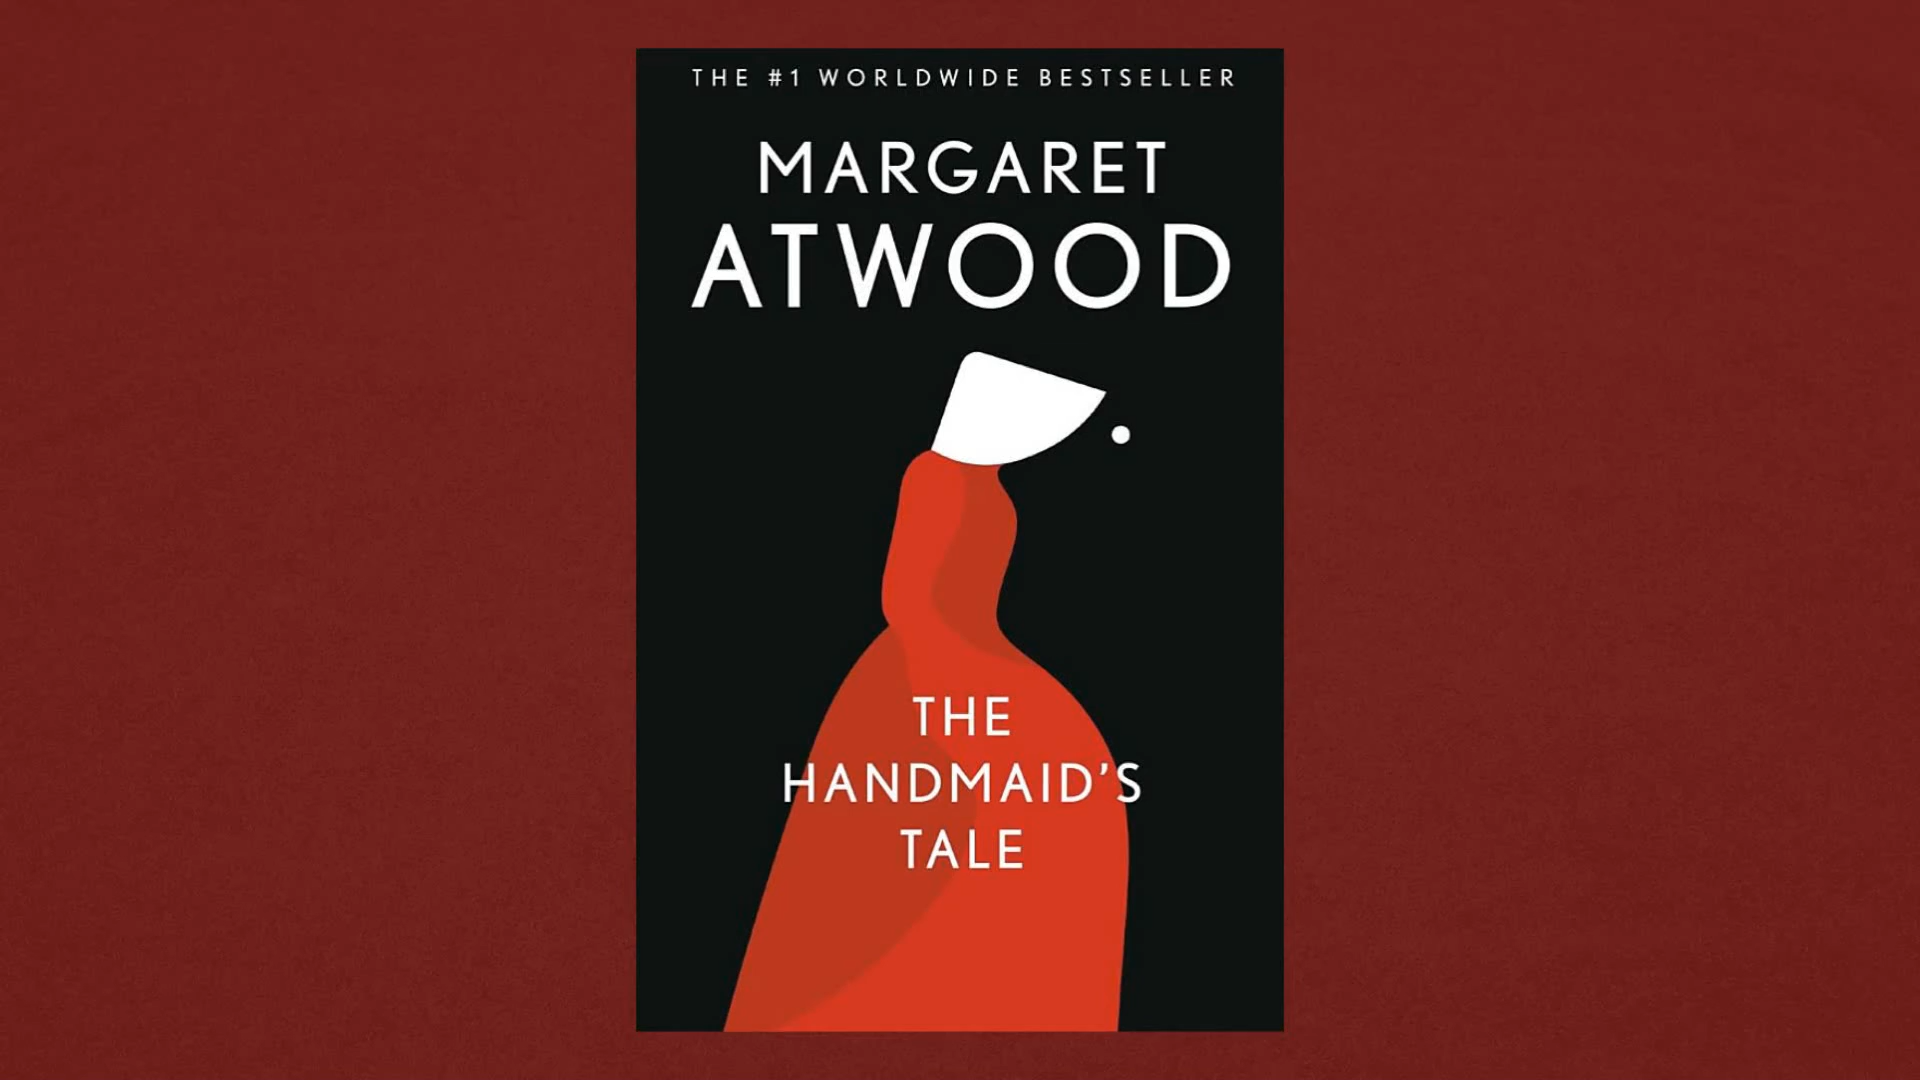 THE #1 WORLDWIDE BESTSELLER
MARGARET
ATWOOD
THE
HANDMAID’S
TALE